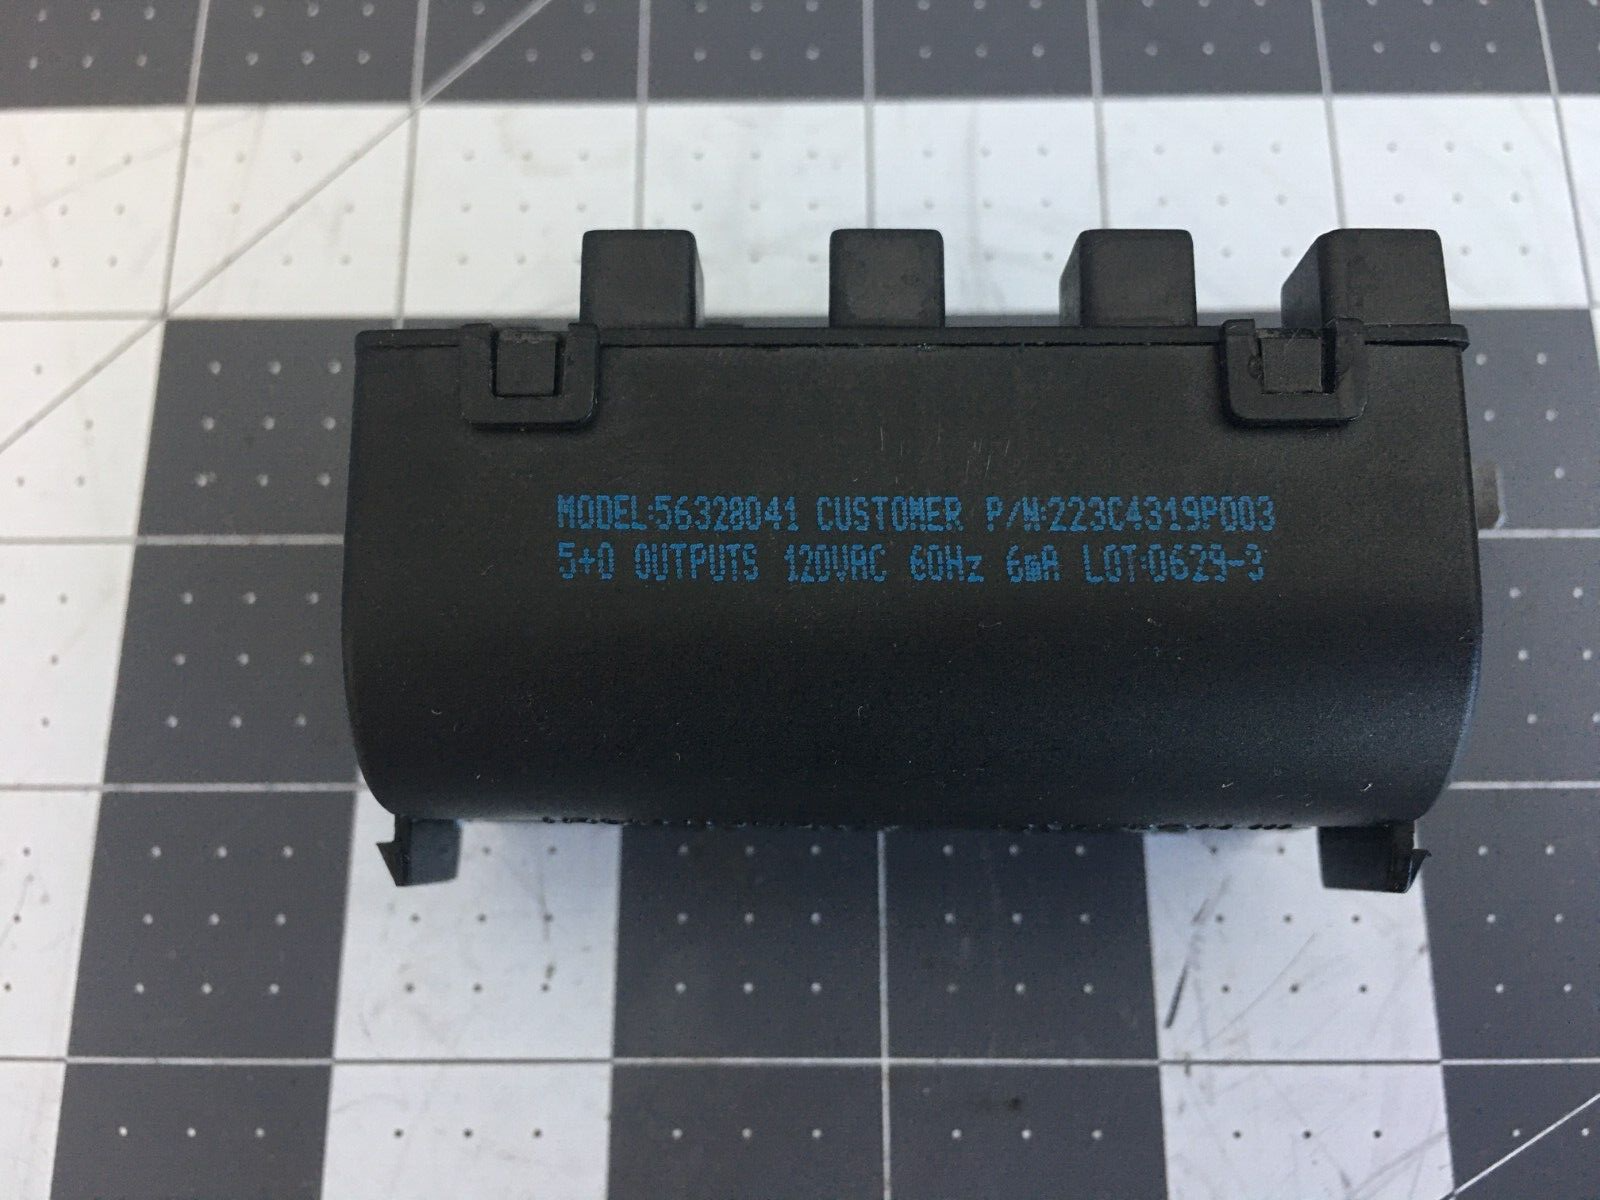 MODEL:56328041 CUSTOMER P/N:223C4319P003
5+0 OUTPUTS 120VAC 60Hz 6mA LOT:0629-3